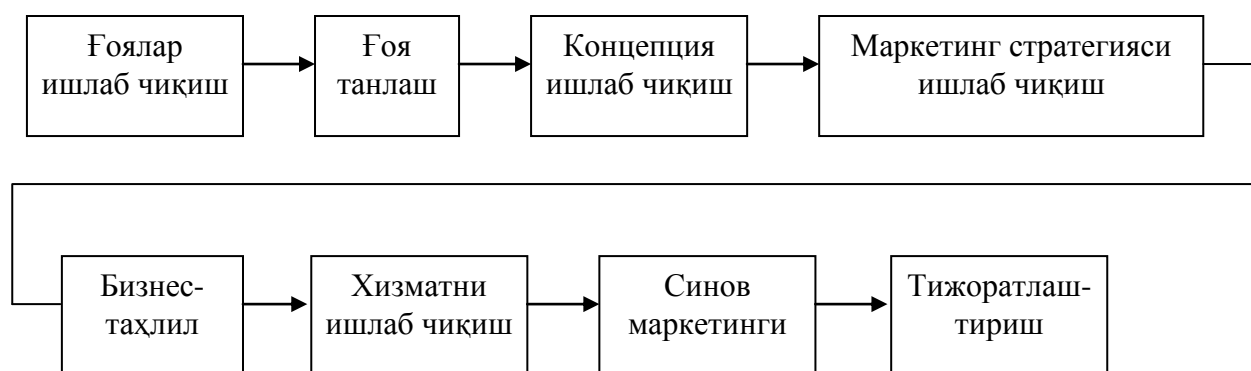 Ғоялар
ишлаб чиқиш
Ғоя
танлаш
Концепция
ишлаб чиқиш
Маркетинг стратегияси
ишлаб чиқиш
Бизнес-
таҳлил
Хизматни
ишлаб чиқиш
Синов
маркетинги
Тижоратлаш-
тириш